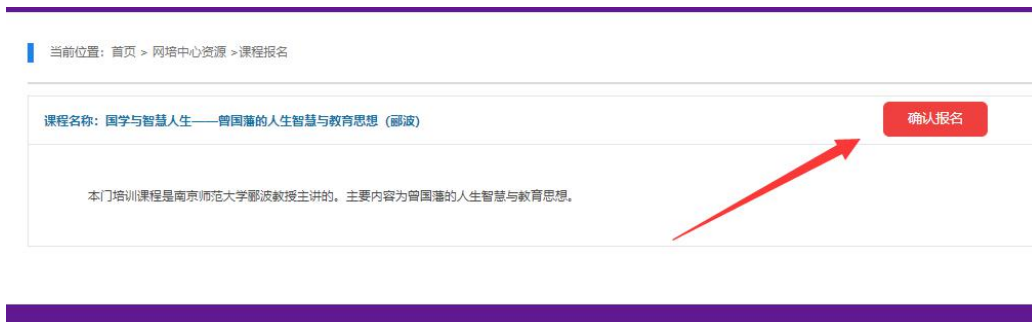 当前位置：首页 > 网培中心资源 >课程报名
课程名称：国学与智慧人生——曾国藩的人生智慧与教育思想（郦波）
确认报名
本门培训课程是南京师范大学郦波教授主讲的。主要内容为曾国藩的人生智慧与教育思想。